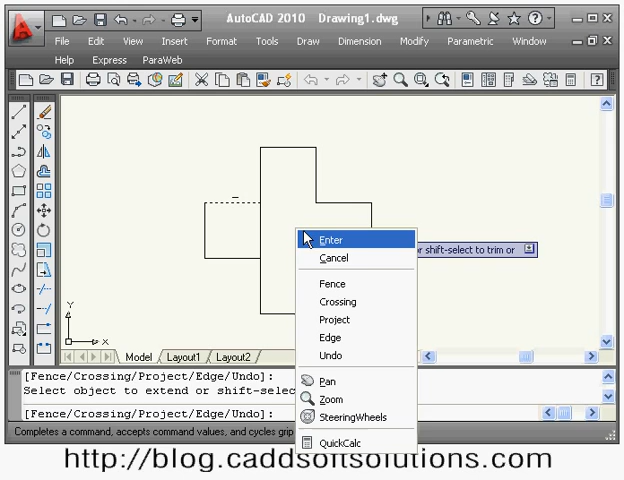 AutoCAD 2010 Drawing1.dwg
File Edit View Insert Format Tools Draw Dimension Modify Parametric Window
Help Express ParaWeb
Enter
or shift-select to trim or
Cancel
Fence
Crossing
Project
Edge
Undo
Pan
Zoom
SteeringWheels
QuickCalc
Y
X
Model Layout1 Layout2
[Fence/Crossing/Project/Edge/Undo]:
Select object to extend or shift-selec
[Fence/Crossing/Project/Edge/Undo]:
Completes a command, accepts command values, and cycles grip
http://blog.caddsoftsolutions.com